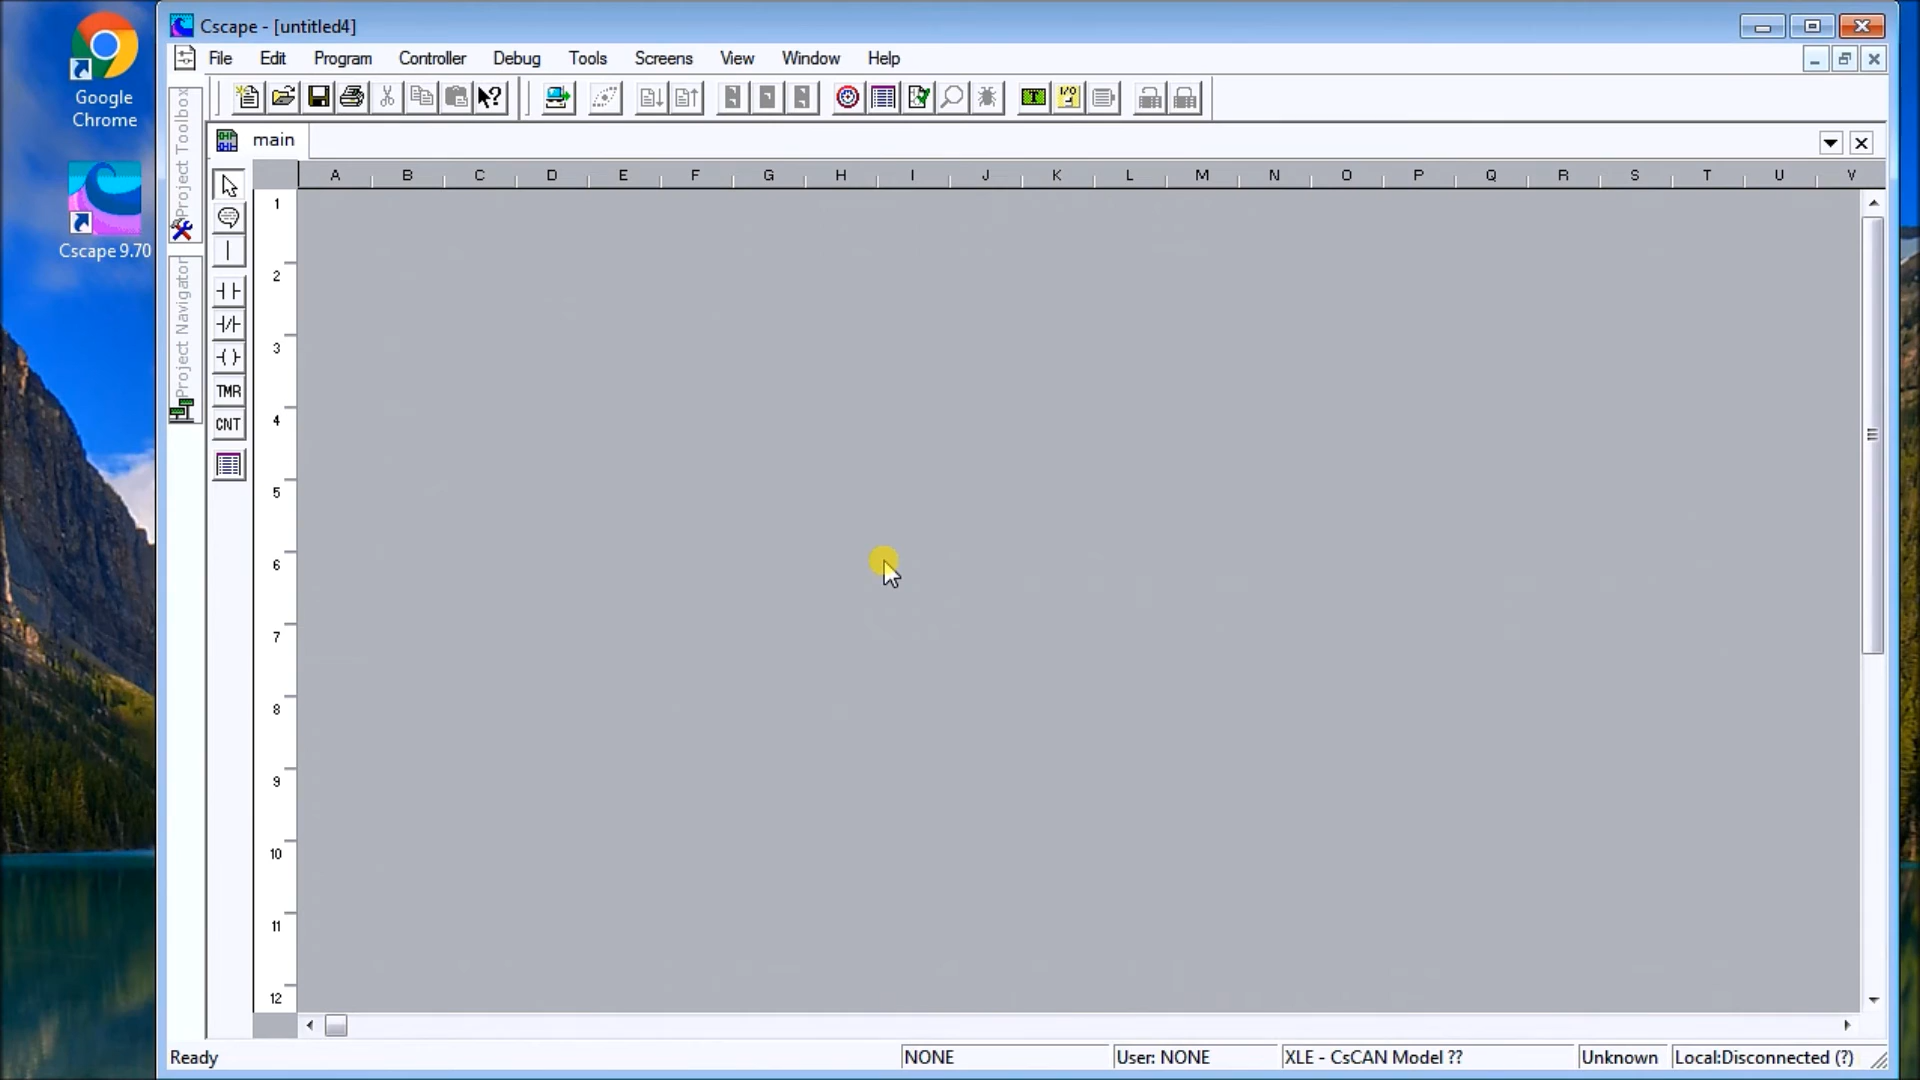 Google
Chrome
Cscape 9.70
Cscape - [untitled4]
File Edit Program Controller Debug Tools Screens View Window Help
T I/O
Project Toolbox
Project Navigator
main
A B C D E F G H I J K L M N O P Q R S T U V
1
2
3
4
5
6
7
8
9
10
11
12
TMR
CNT
Ready NONE User: NONE XLE - CsCAN Model ?? Unknown Local:Disconnected (?)